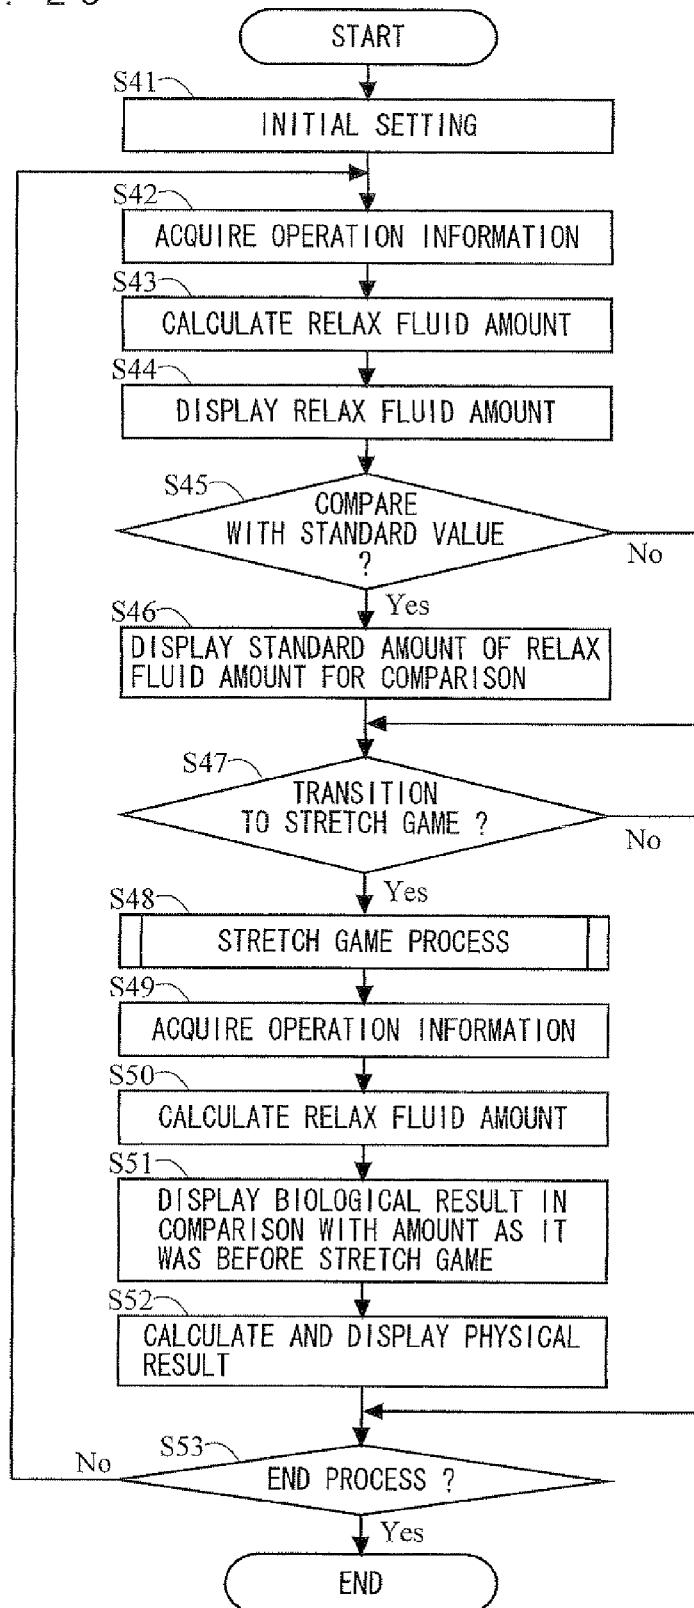 START
S41
INITIAL SETTING
S42
ACQUIRE OPERATION INFORMATION
S43
CALCULATE RELAX FLUID AMOUNT
S44
DISPLAY RELAX FLUID AMOUNT
S45
COMPARE
WITH STANDARD VALUE
?
No
Yes
S46
DISPLAY STANDARD AMOUNT OF RELAX
FLUID AMOUNT FOR COMPARISON
S47
TRANSITION
TO STRETCH GAME ?
No
Yes
S48
STRETCH GAME PROCESS
S49
ACQUIRE OPERATION INFORMATION
S50
CALCULATE RELAX FLUID AMOUNT
S51
DISPLAY BIOLOGICAL RESULT IN
COMPARISON WITH AMOUNT AS IT
WAS BEFORE STRETCH GAME
S52
CALCULATE AND DISPLAY PHYSICAL
RESULT
S53
No
END PROCESS ?
Yes
END